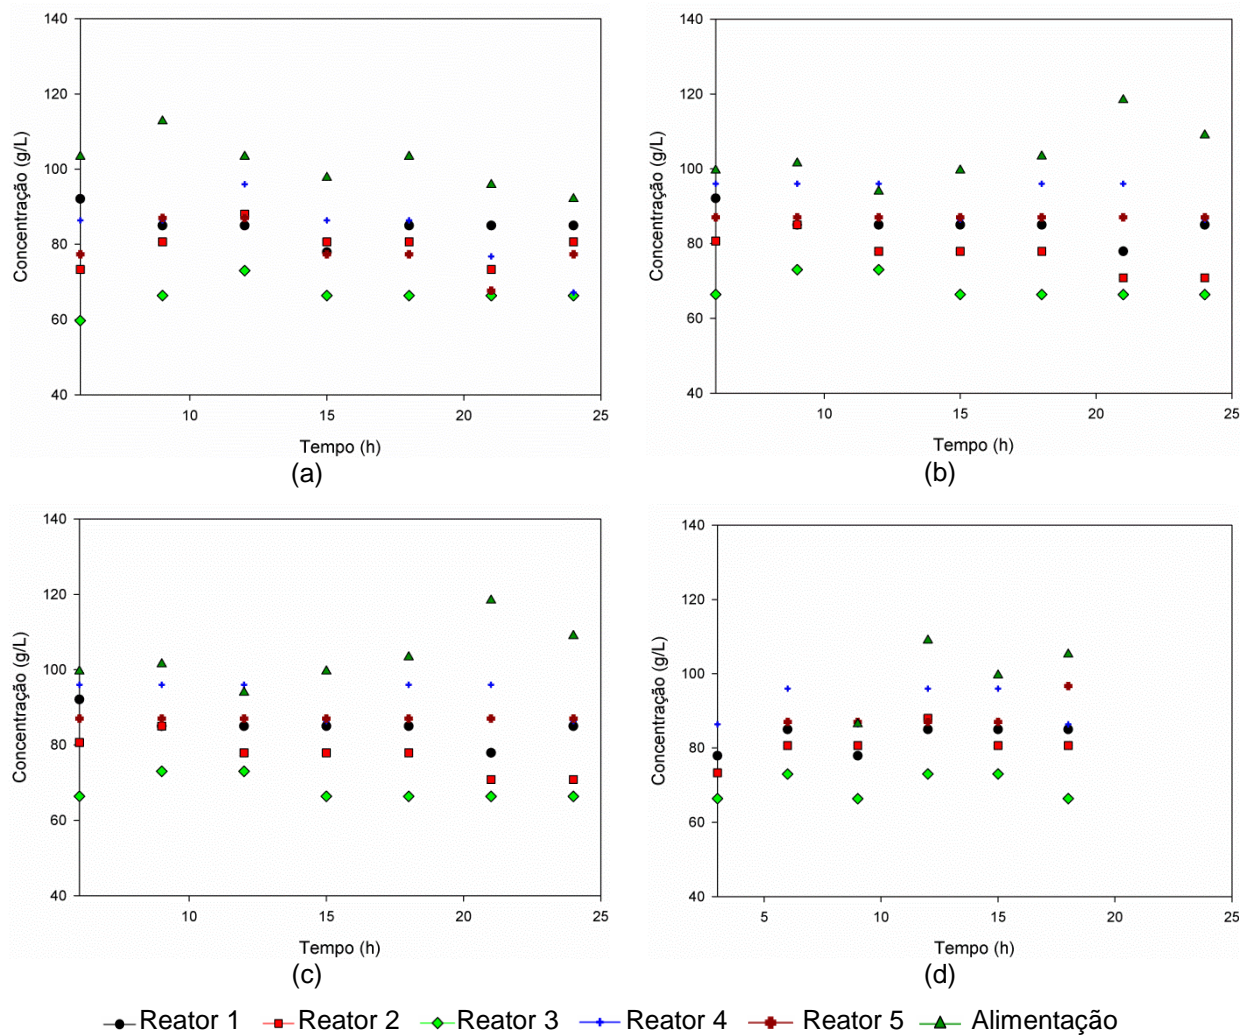 140
120
100
80
60
40
Concentração (g/L)
10 15 20 25
Tempo (h)
(a)
140
120
100
80
60
40
Concentração (g/L)
10 15 20 25
Tempo (h)
(b)
140
120
100
80
60
40
Concentração (g/L)
10 15 20 25
Tempo (h)
(c)
140
120
100
80
60
40
Concentração (g/L)
5 10 15 20 25
Tempo (h)
(d)
Reator 1 Reator 2 Reator 3 Reator 4 Reator 5 Alimentação